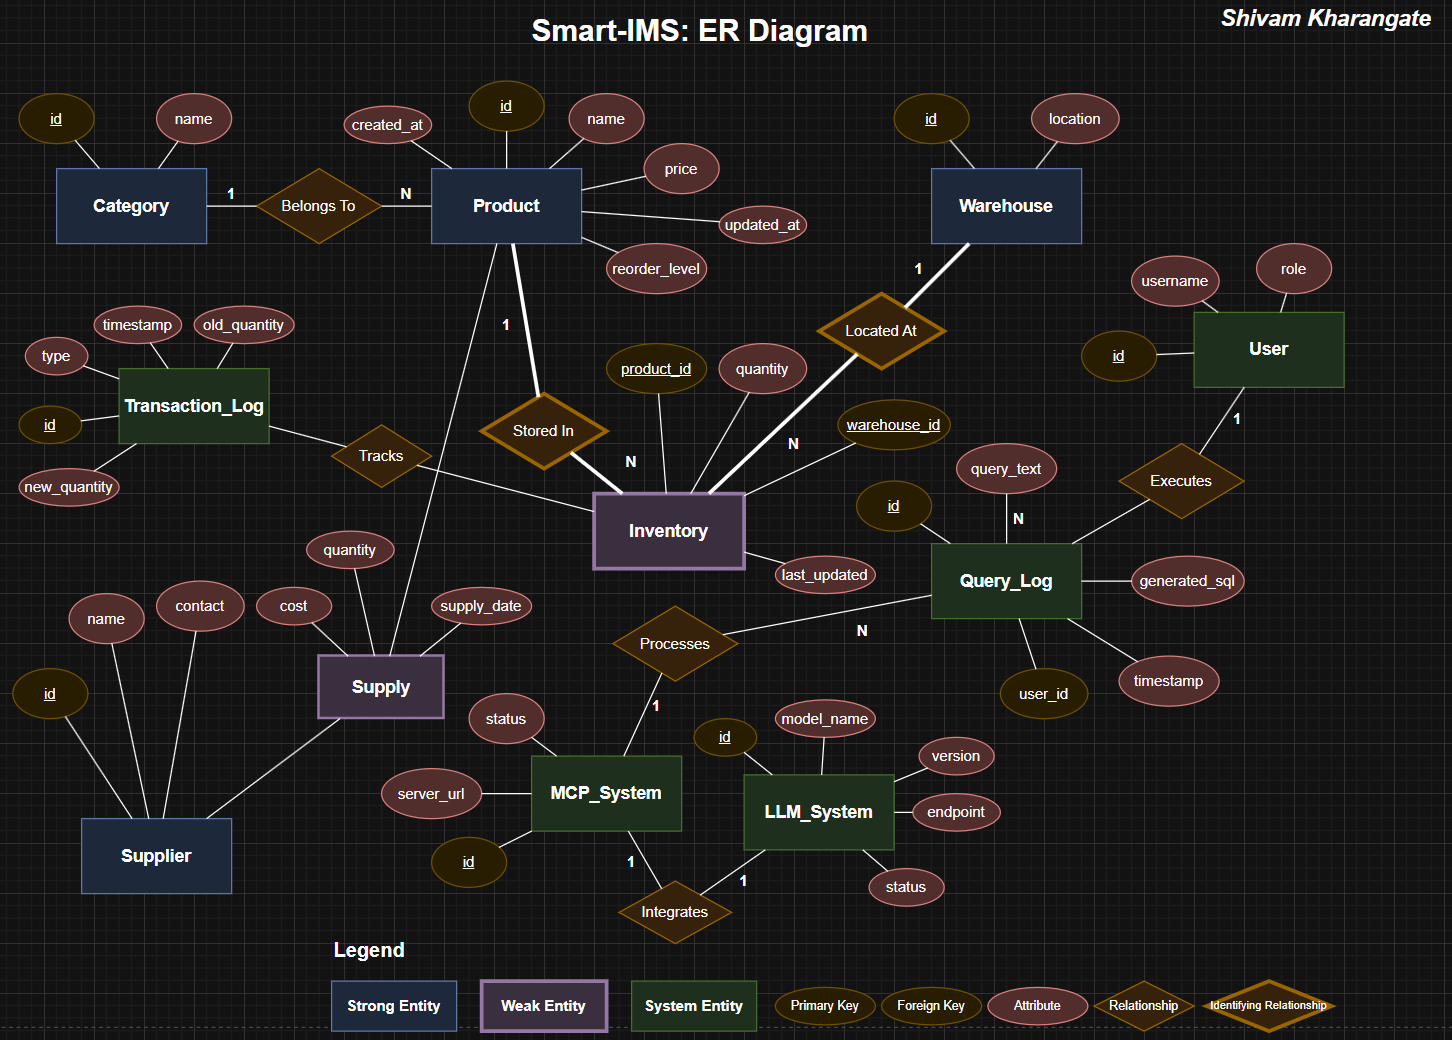 Smart-IMS: ER Diagram
Shivam Kharangate
id
name
created_at
id
name
price
updated_at
reorder_level
id
location
Category
1
Belongs To
N
Product
Warehouse
1
username
role
id
User
Located At
timestamp
old_quantity
type
Transaction_Log
id
new_quantity
1
product_id
quantity
warehouse_id
Stored In
Tracks
N
N
1
Executes
query_text
id
N
Inventory
last_updated
Query_Log
generated_sql
user_id
timestamp
quantity
cost
supply_date
name
contact
id
Supply
Processes
N
1
status
server_url
id
MCP_System
id
model_name
version
endpoint
status
LLM_System
Supplier
1
1
Integrates
Legend
Strong Entity
Weak Entity
System Entity
Primary Key
Foreign Key
Attribute
Relationship
Identifying Relationship